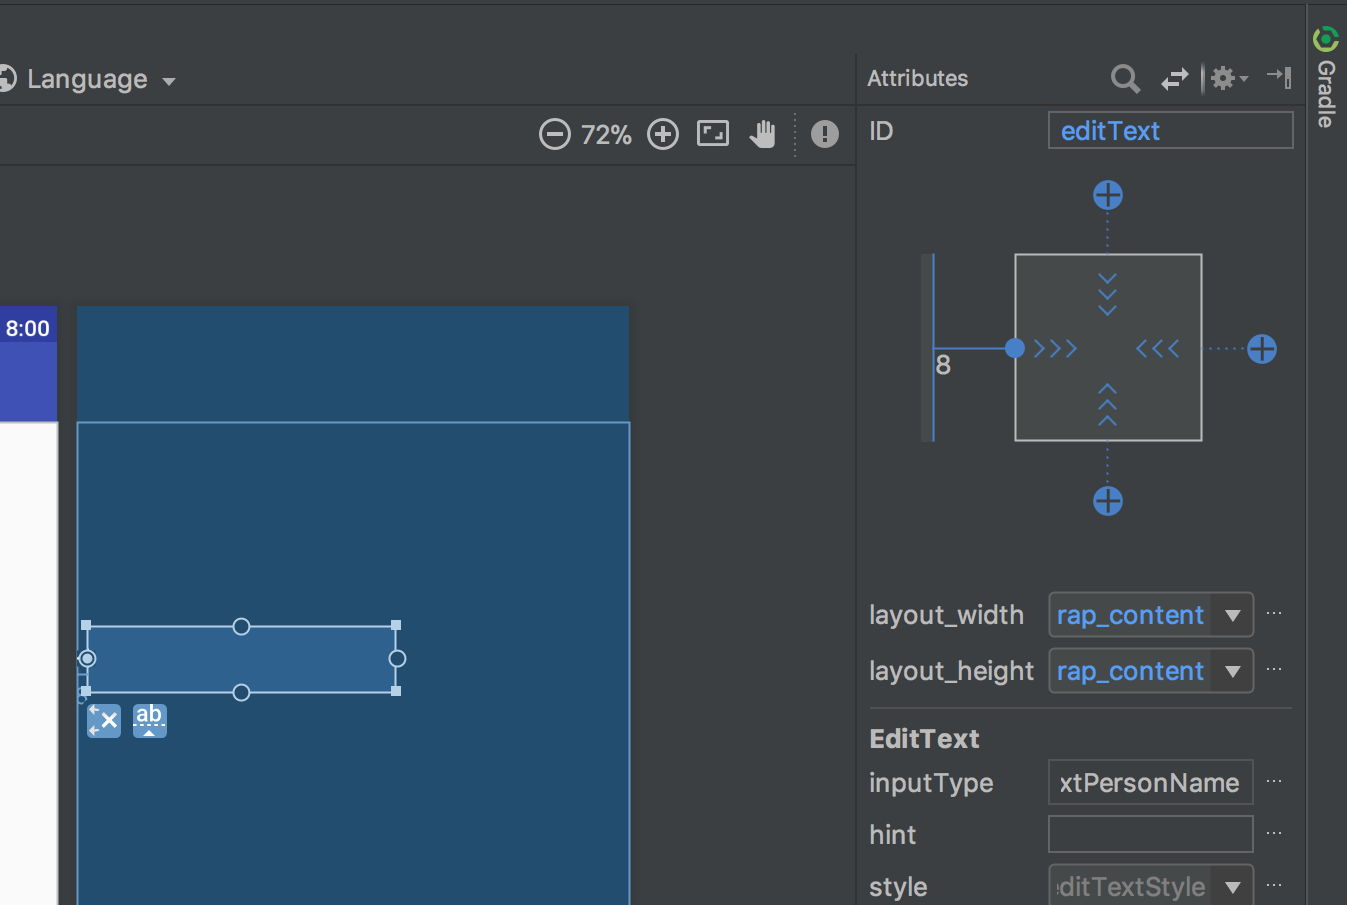 Language
Attributes
Gradle
72%
ID
editText
8:00
8
layout_width
rap_content
layout_height
rap_content
ab
EditText
inputType
xtPersonName
hint
style
ditTextStyle